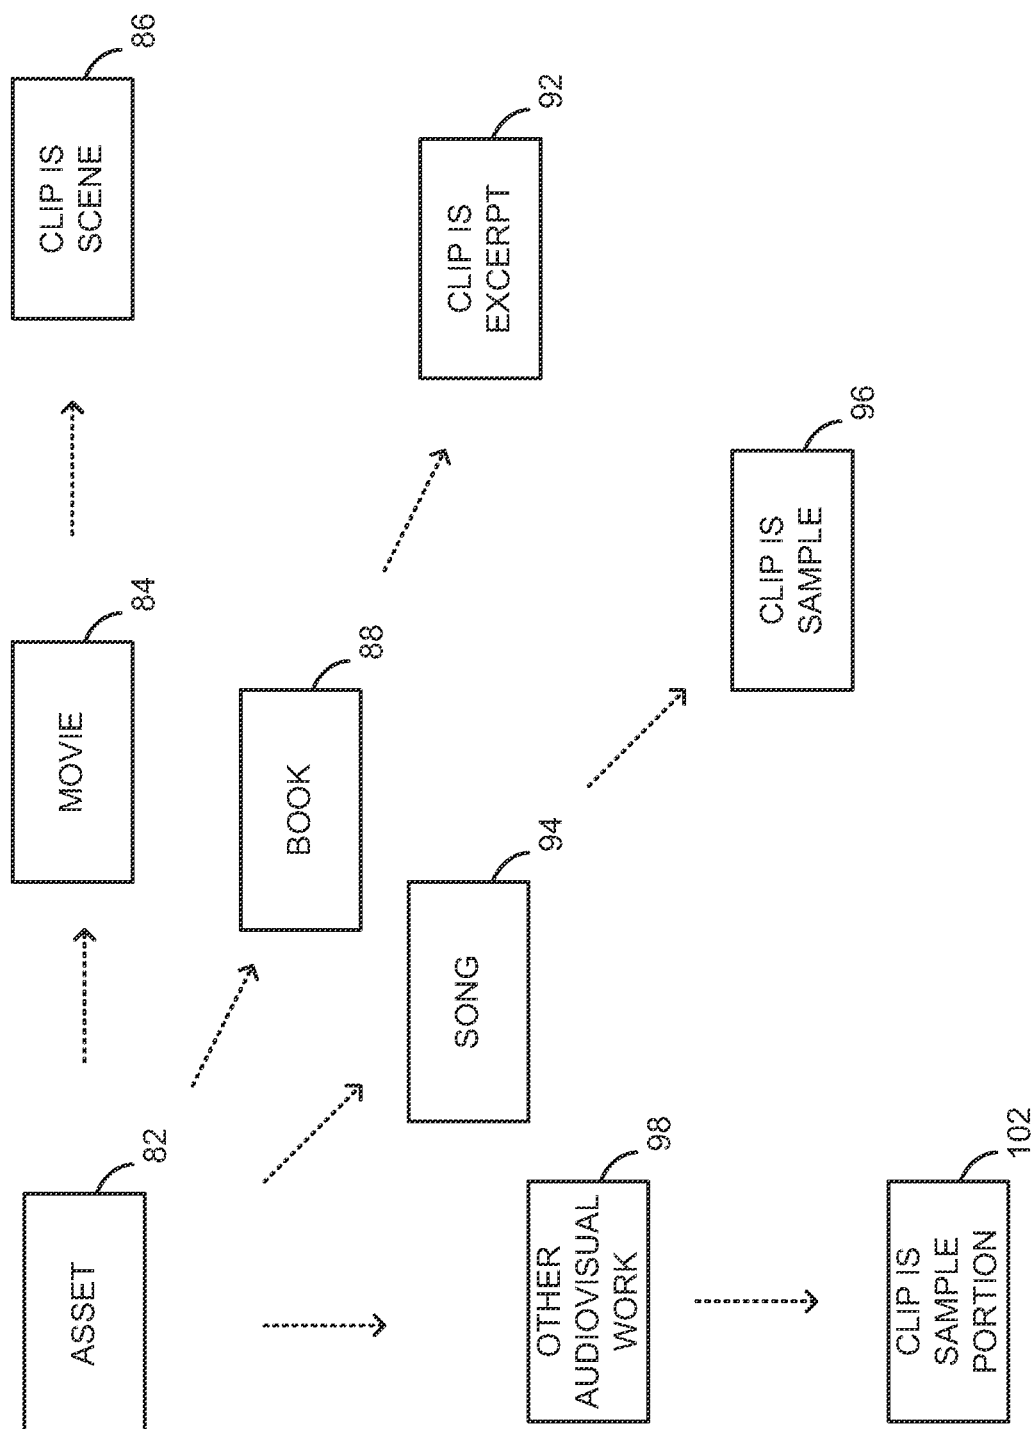 ASSET
82
MOVIE
84
CLIP IS
SCENE
86
BOOK
88
CLIP IS
EXCERPT
92
SONG
94
CLIP IS
SAMPLE
96
OTHER
AUDIOVISUAL
WORK
98
CLIP IS
SAMPLE
PORTION
102